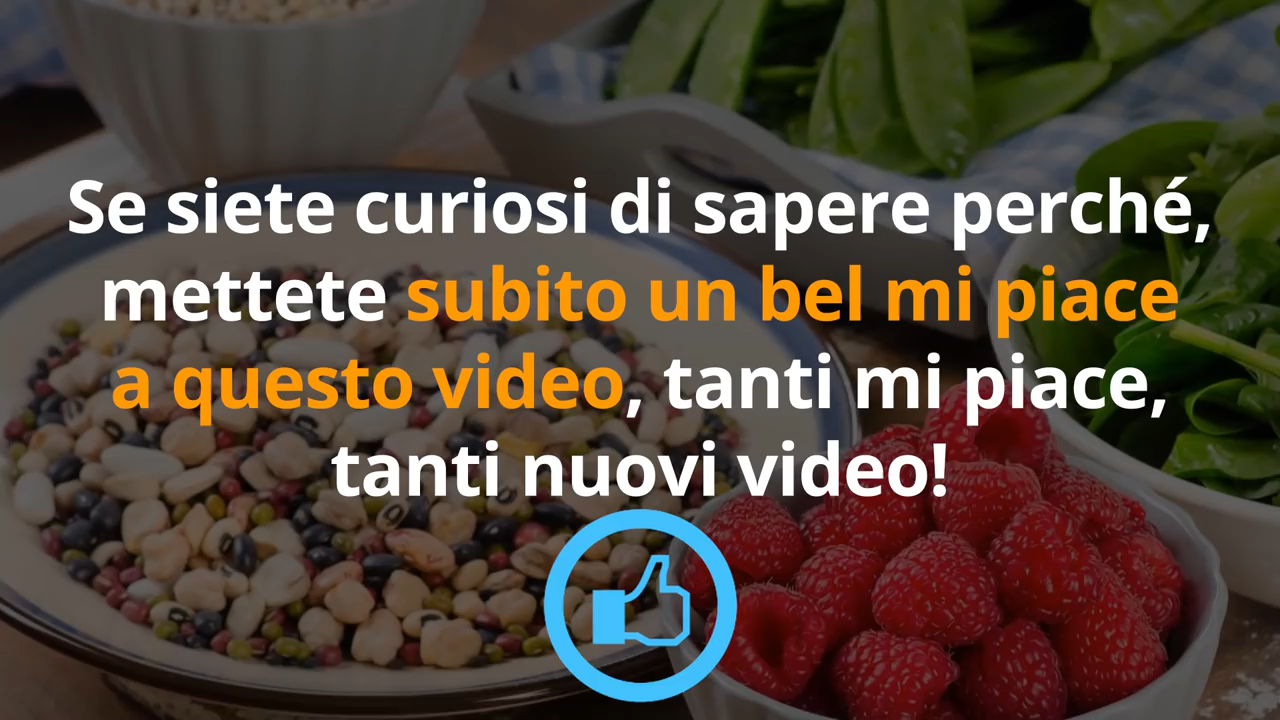 Se siete curiosi di sapere perché,
mettete subito un bel mi piace
a questo video, tanti mi piace,
tanti nuovi video!